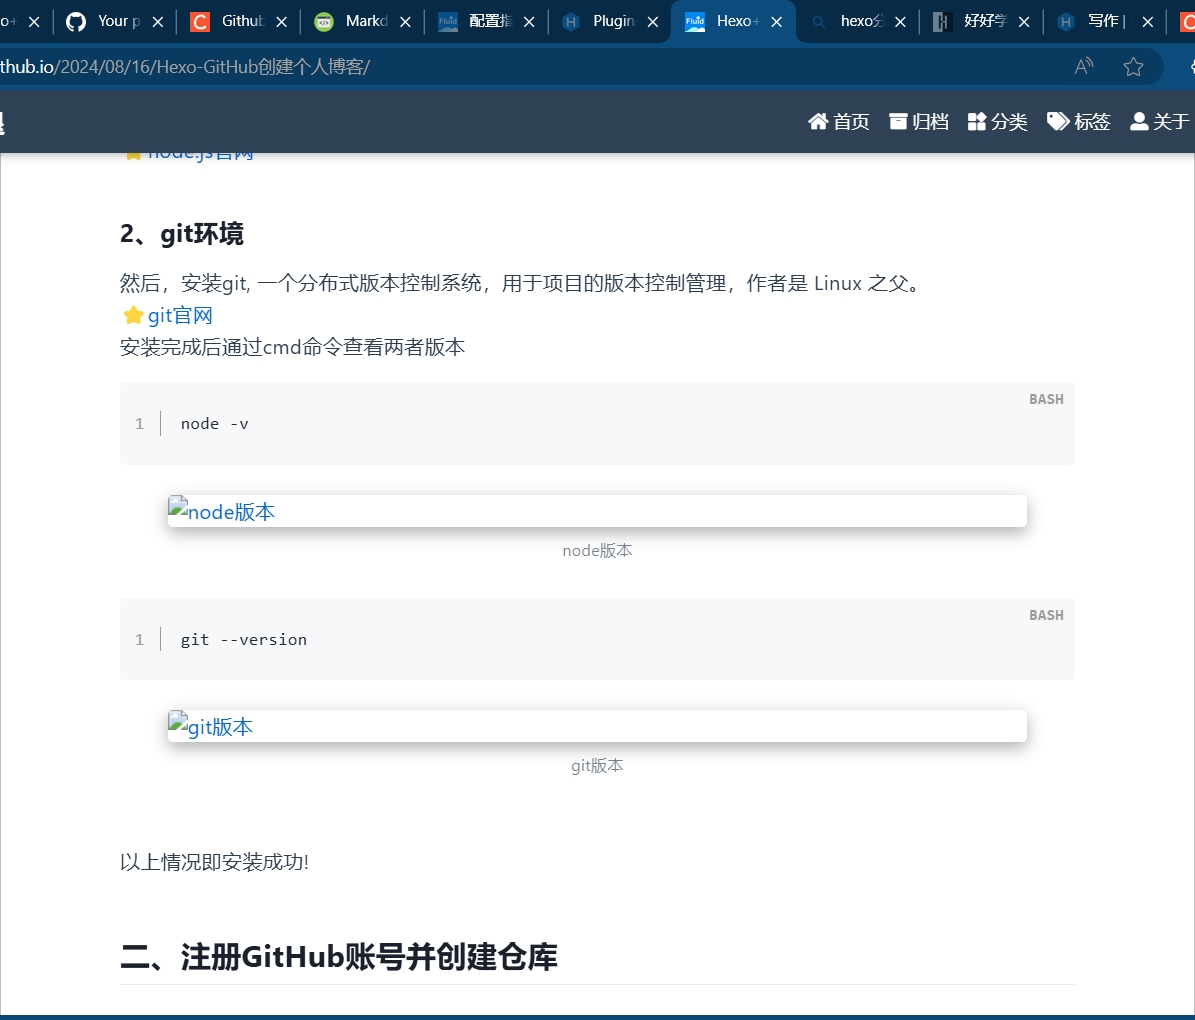 o+ Your p Github Markd 配置指 Plugin Hexo+ hexo分 好好学 写作 |
thub.io/2024/08/16/Hexo-GitHub创建个人博客/
首页 归档 分类 标签 关于
node.js官网
2、git环境
然后，安装git, 一个分布式版本控制系统，用于项目的版本控制管理，作者是 Linux 之父。
git官网
安装完成后通过cmd命令查看两者版本
BASH
1 node -v
node版本
node版本
BASH
1 git --version
git版本
git版本
以上情况即安装成功!
二、注册GitHub账号并创建仓库